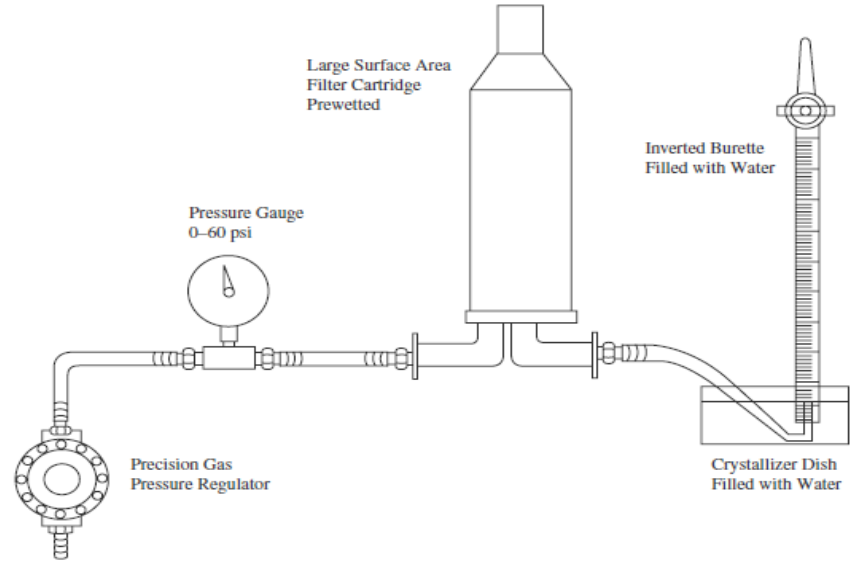 Large Surface Area
Filter Cartridge
Prewetted
Inverted Burette
Filled with Water
Pressure Gauge
0–60 psi
Precision Gas
Pressure Regulator
Crystallizer Dish
Filled with Water